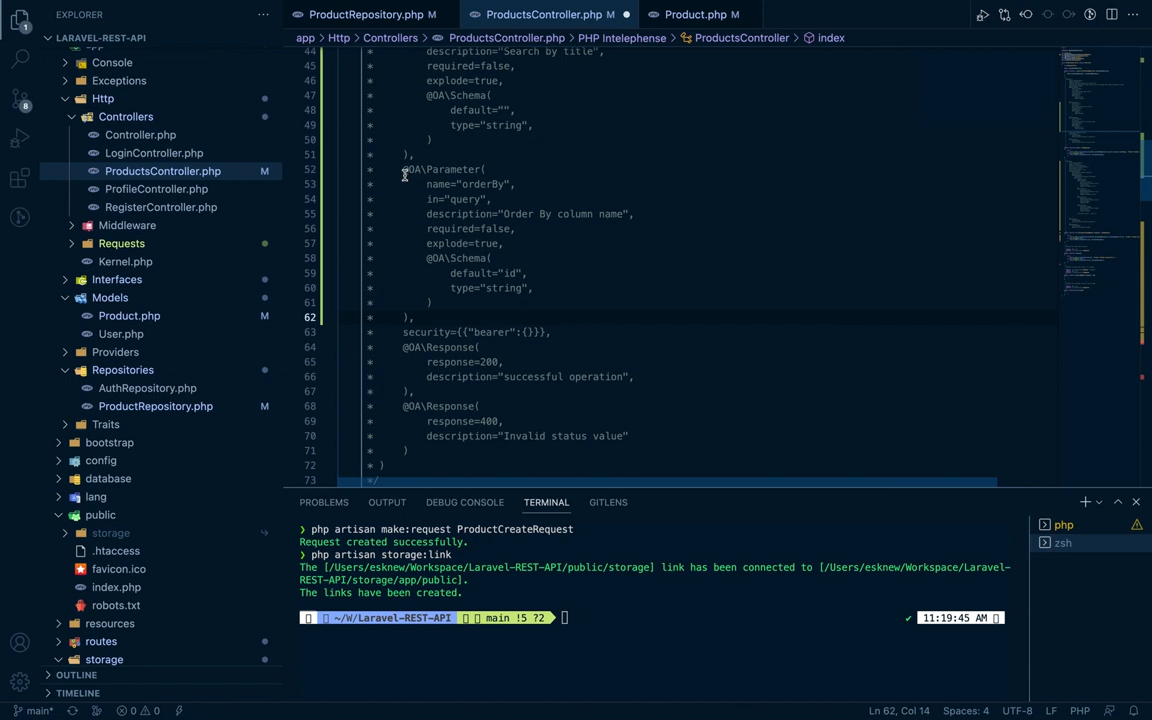 EXPLORER
LARAVEL-REST-API
Console
Exceptions
Http
Controllers
Controller.php
LoginController.php
ProductsController.php M
ProfileController.php
RegisterController.php
Middleware
Requests
Kernel.php
Interfaces
Models
Product.php M
User.php
Providers
Repositories
AuthRepository.php
ProductRepository.php M
Traits
bootstrap
config
database
lang
public
storage
.htaccess
favicon.ico
index.php
robots.txt
resources
routes
storage
OUTLINE
TIMELINE
1
8
ProductRepository.php M
ProductsController.php M
Product.php M
app > Http > Controllers > ProductsController.php > PHP Intelephense > ProductsController > index
44 * description="Search by title",
45 * required=false,
46 * explode=true,
47 * @OA\Schema(
48 * default="",
49 * type="string",
50 * )
51 * ),
52 * @OA\Parameter(
53 * name="orderBy",
54 * in="query",
55 * description="Order By column name",
56 * required=false,
57 * explode=true,
58 * @OA\Schema(
59 * default="id",
60 * type="string",
61 * )
62 * ),
63 * security={{"bearer":{}}},
64 * @OA\Response(
65 * response=200,
66 * description="successful operation",
67 * ),
68 * @OA\Response(
69 * response=400,
70 * description="Invalid status value"
71 * )
72 * )
73 */
PROBLEMS OUTPUT DEBUG CONSOLE TERMINAL GITLENS
❯ php artisan make:request ProductCreateRequest
Request created successfully.
❯ php artisan storage:link
The [/Users/esknew/Workspace/Laravel-REST-API/public/storage] link has been connected to [/Users/esknew/Workspace/Laravel-
REST-API/storage/app/public].
The links have been created.
~/W/Laravel-REST-API main !5 ?2 ✔ 11:19:45 AM
php
zsh
main* 0 0 Ln 62, Col 14 Spaces: 4 UTF-8 LF PHP